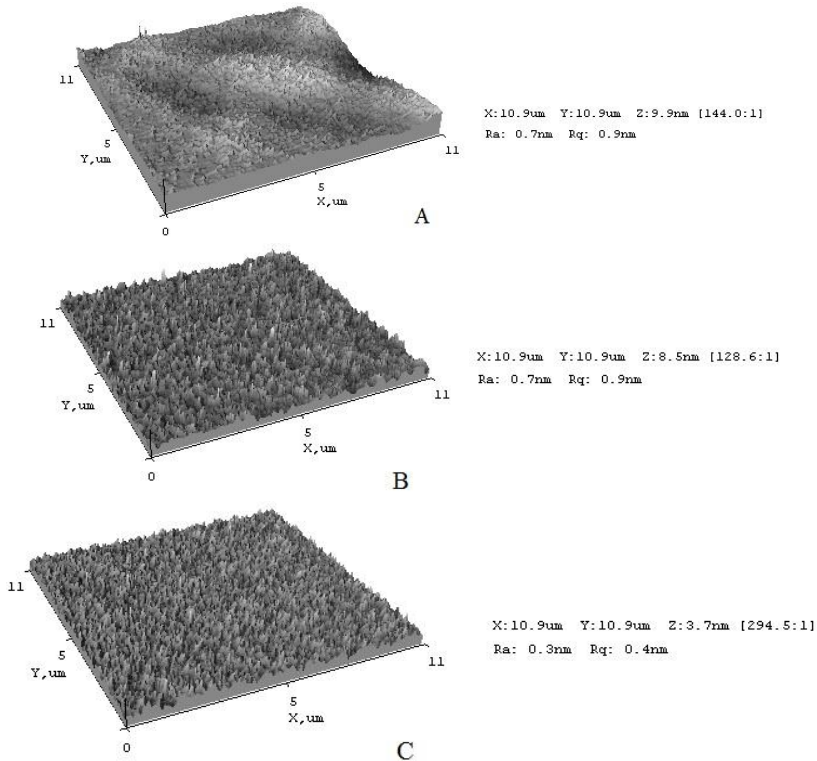 11
5
Y,um
0
5
X,um
11
X:10.9um Y:10.9um Z:9.9nm [144.0:1]
Ra: 0.7nm Rq: 0.9nm
A
11
5
Y,um
0
5
X,um
11
X:10.9um Y:10.9um Z:8.5nm [128.6:1]
Ra: 0.7nm Rq: 0.9nm
B
11
5
Y,um
0
5
X,um
11
X:10.9um Y:10.9um Z:3.7nm [294.5:1]
Ra: 0.3nm Rq: 0.4nm
C